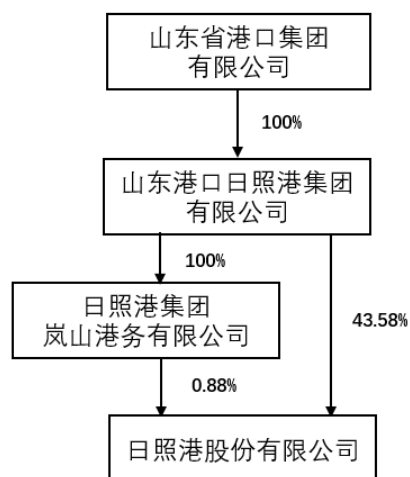 山东省港口集团
有限公司
100%
山东港口日照港集团
有限公司
100%
日照港集团
岚山港务有限公司
43.58%
0.88%
日照港股份有限公司